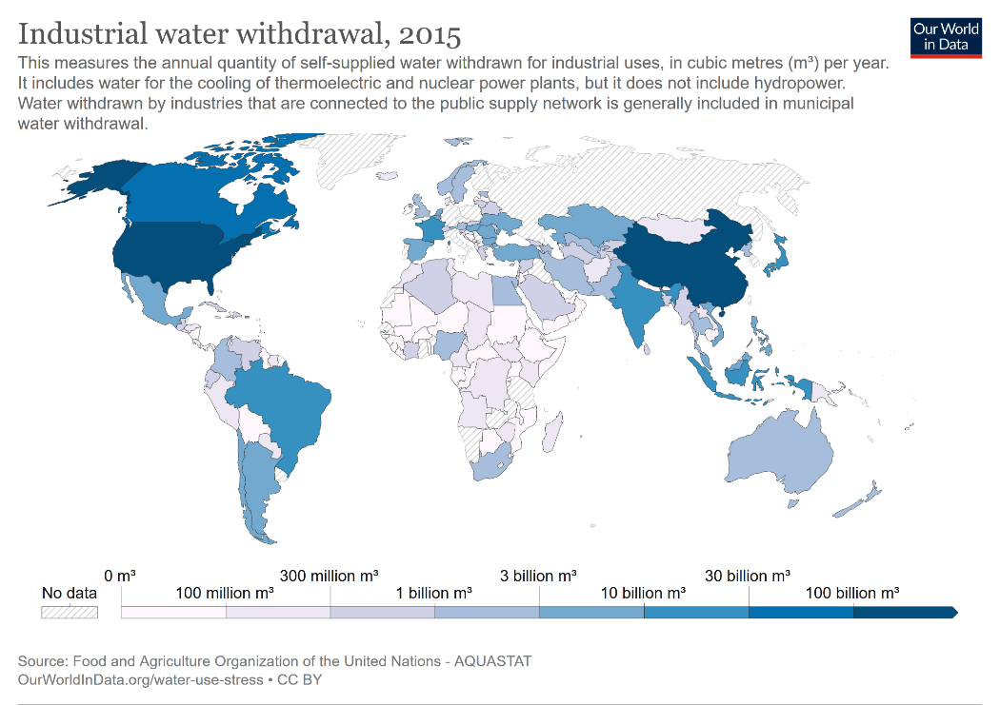 Industrial water withdrawal, 2015
Our World
in Data
This measures the annual quantity of self-supplied water withdrawn for industrial uses, in cubic metres (m³) per year.
It includes water for the cooling of thermoelectric and nuclear power plants, but it does not include hydropower.
Water withdrawn by industries that are connected to the public supply network is generally included in municipal
water withdrawal.
0 m³ 300 million m³ 3 billion m³ 30 billion m³
No data 100 million m³ 1 billion m³ 10 billion m³ 100 billion m³
Source: Food and Agriculture Organization of the United Nations - AQUASTAT
OurWorldInData.org/water-use-stress • CC BY